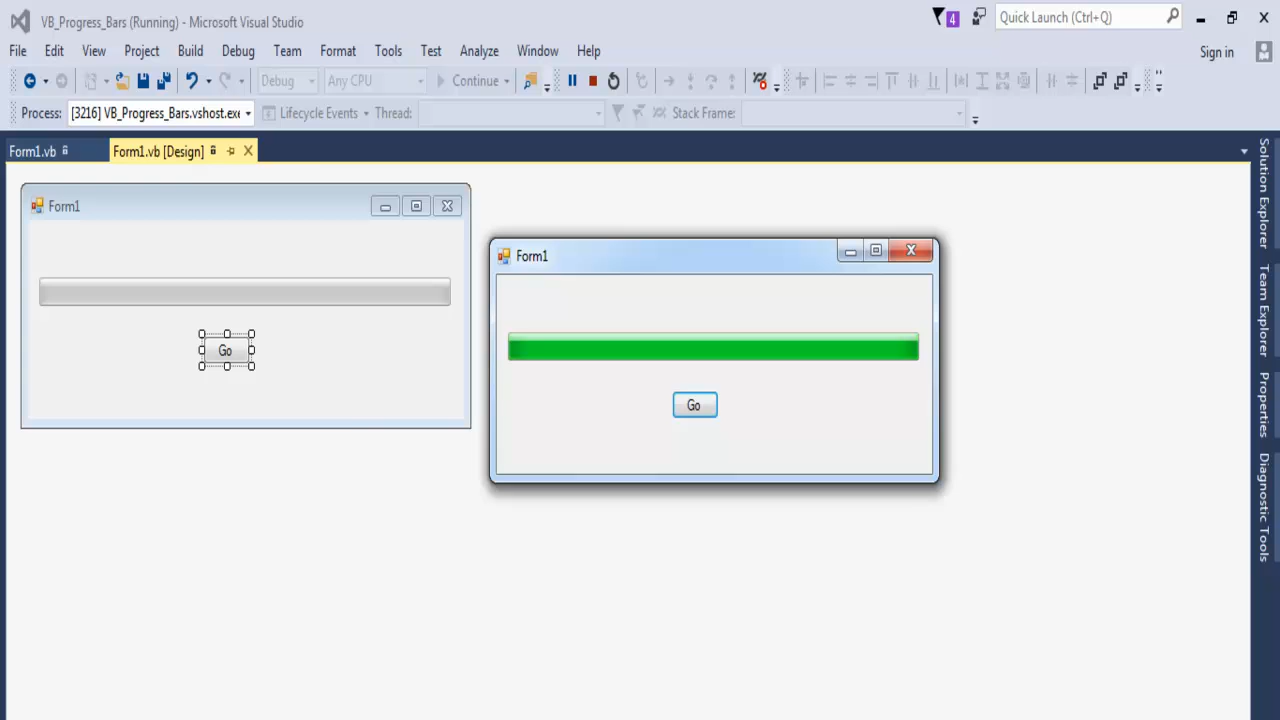 VB_Progress_Bars (Running) - Microsoft Visual Studio
4
Quick Launch (Ctrl+Q)
File Edit View Project Build Debug Team Format Tools Test Analyze Window Help
Sign in
Debug Any CPU Continue
Process: [3216] VB_Progress_Bars.vshost.exe Lifecycle Events Thread: Stack Frame:
Form1.vb Form1.vb [Design]
Form1
Go
Form1
Go
Solution Explorer
Team Explorer
Properties
Diagnostic Tools